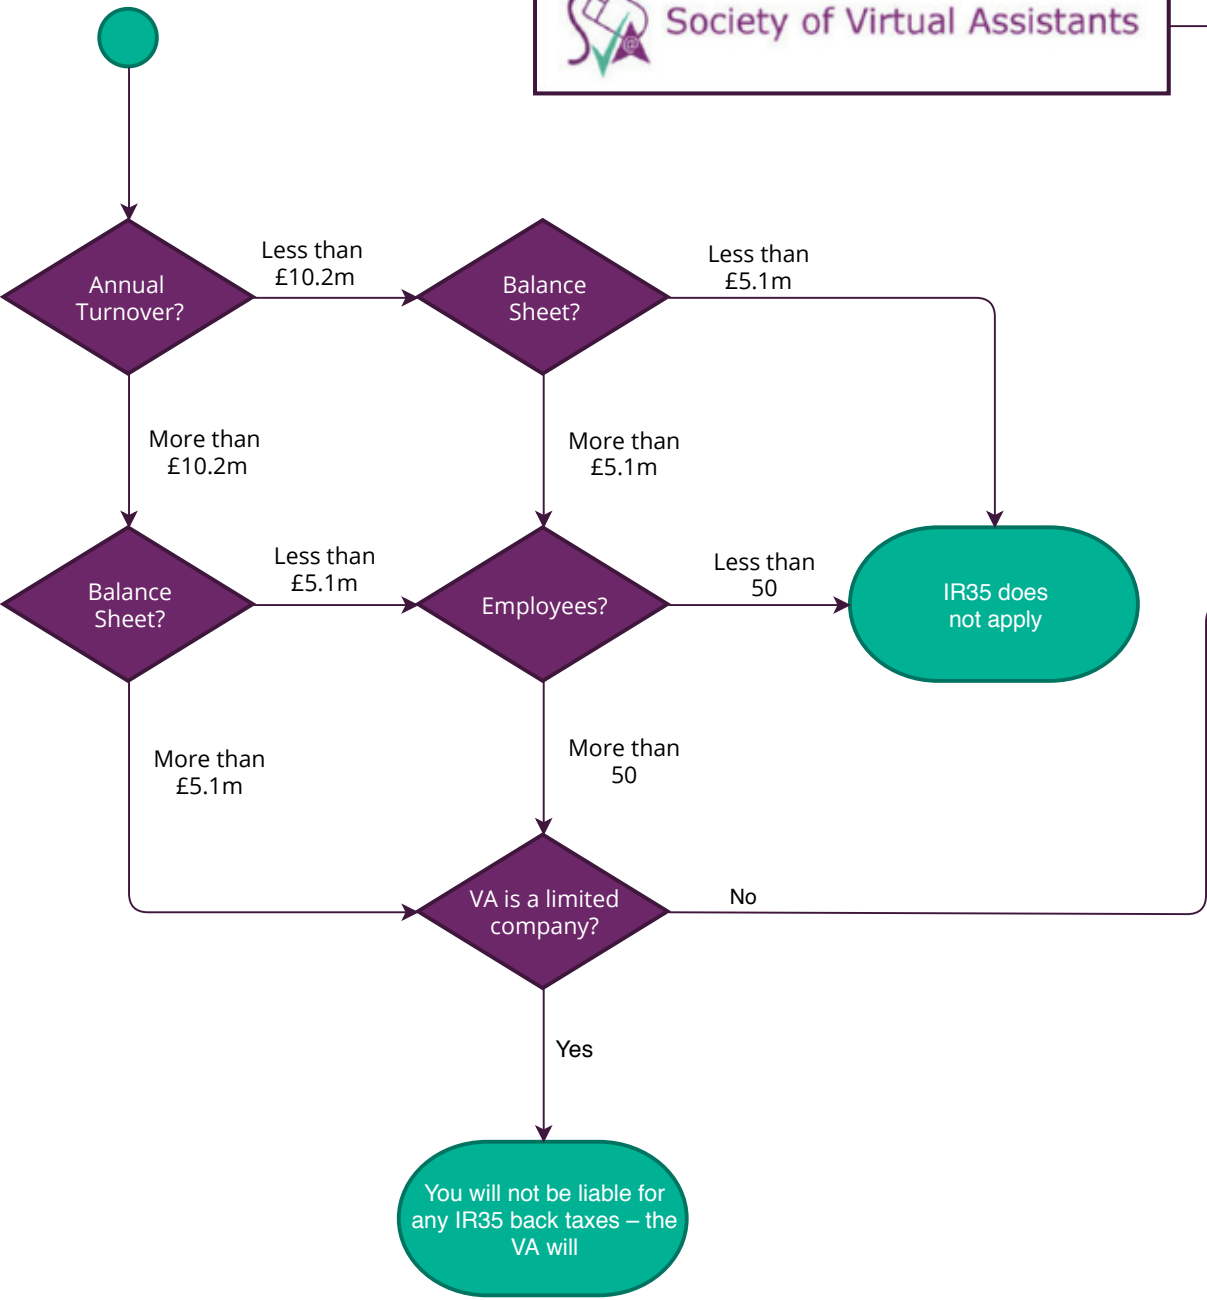 Society of Virtual Assistants
@
Less than
£10.2m
Less than
£5.1m
Annual
Turnover?
Balance
Sheet?
More than
£10.2m
More than
£5.1m
Less than
£5.1m
Less than
50
Balance
Sheet?
Employees?
IR35 does
not apply
More than
£5.1m
More than
50
VA is a limited
company?
No
Yes
You will not be liable for
any IR35 back taxes – the
VA will